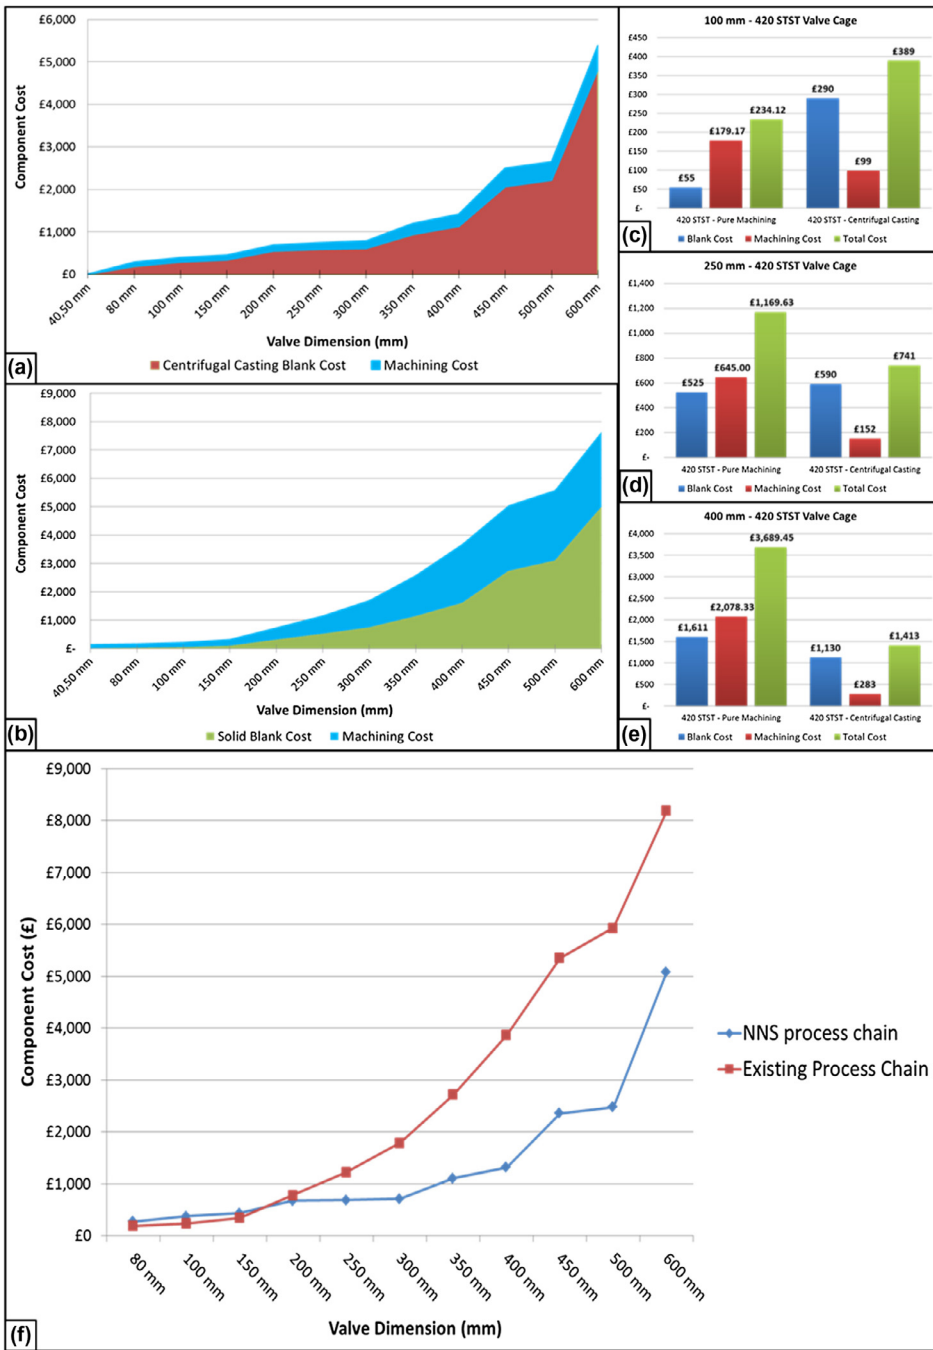 £6,000
£5,000
£4,000
£3,000
£2,000
£1,000
£0
Component Cost
40,50 mm
80 mm
100 mm
150 mm
200 mm
250 mm
300 mm
350 mm
400 mm
450 mm
500 mm
600 mm
Valve Dimension (mm)
Centrifugal Casting Blank Cost Machining Cost
(a)
£9,000
£8,000
£7,000
£6,000
£5,000
£4,000
£3,000
£2,000
£1,000
£-
Component Cost
40,50 mm
80 mm
100 mm
150 mm
200 mm
250 mm
300 mm
350 mm
400 mm
450 mm
500 mm
600 mm
Valve Dimension (mm)
Solid Blank Cost Machining Cost
(b)
100 mm - 420 STST Valve Cage
£450
£400
£350
£300
£250
£200
£150
£100
£50
£-
£55
£179.17
£234.12
£290
£99
£389
420 STST - Pure Machining 420 STST - Centrifugal Casting
Blank Cost Machining Cost Total Cost
(c)
250 mm - 420 STST Valve Cage
£1,400
£1,200
£1,000
£800
£600
£400
£200
£-
£525
£645.00
£1,169.63
£590
£152
£741
420 STST - Pure Machining 420 STST - Centrifugal Casting
Blank Cost Machining Cost Total Cost
(d)
400 mm - 420 STST Valve Cage
£4,000
£3,500
£3,000
£2,500
£2,000
£1,500
£1,000
£500
£-
£1,611
£2,078.33
£3,689.45
£1,130
£283
£1,413
420 STST - Pure Machining 420 STST - Centrifugal Casting
Blank Cost Machining Cost Total Cost
(e)
£9,000
£8,000
£7,000
£6,000
£5,000
£4,000
£3,000
£2,000
£1,000
£0
Component Cost (£)
80 mm
100 mm
150 mm
200 mm
250 mm
300 mm
350 mm
400 mm
450 mm
500 mm
600 mm
Valve Dimension (mm)
NNS process chain
Existing Process Chain
(f)